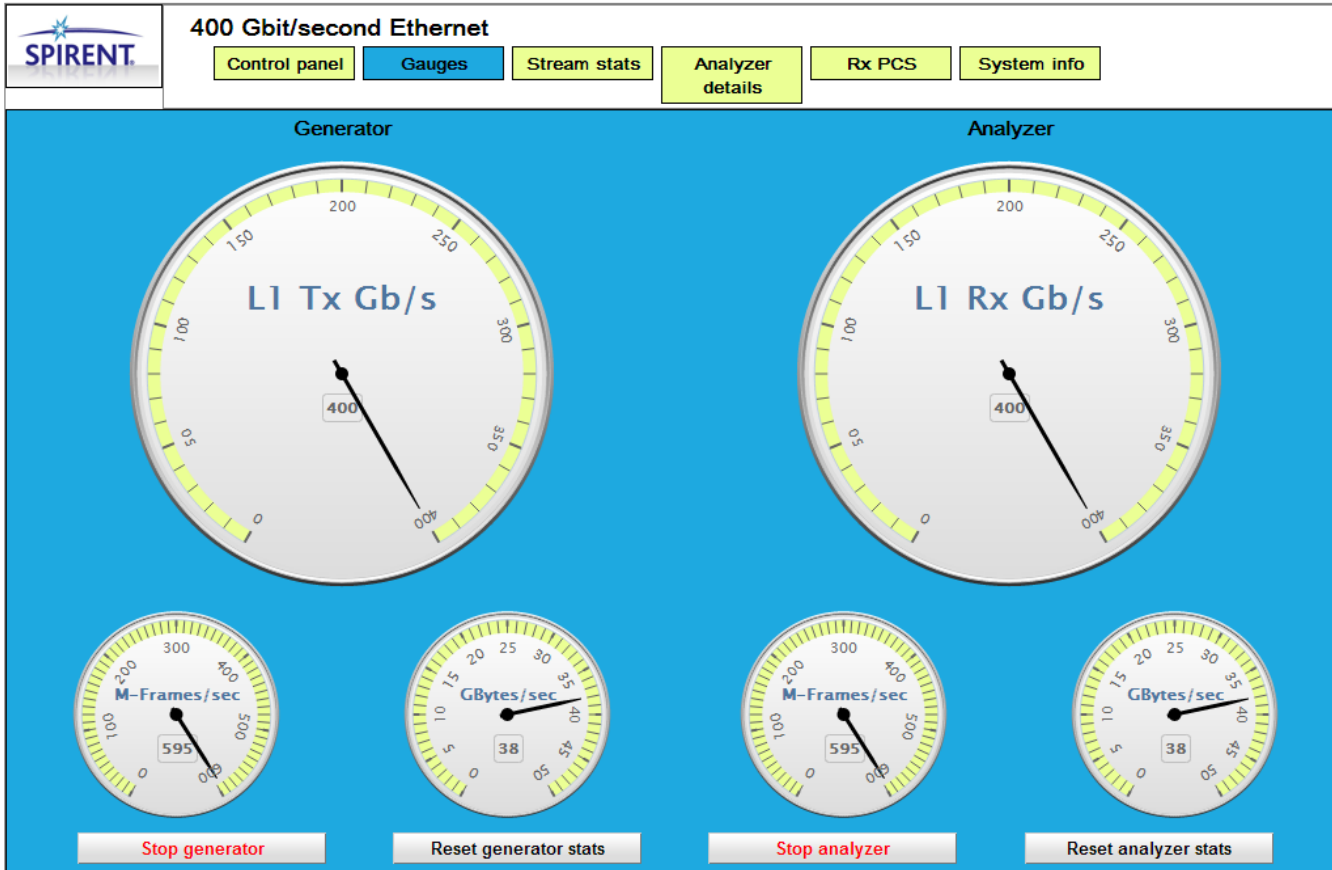 SPIRENT.
400 Gbit/second Ethernet
Control panel
Gauges
Stream stats
Analyzer
details
Rx PCS
System info
Generator
0
50
100
150
200
250
300
350
400
L1 Tx Gb/s
400
Analyzer
0
50
100
150
200
250
300
350
400
L1 Rx Gb/s
400
0
100
200
300
400
500
600
M-Frames/sec
595
0
5
10
15
20
25
30
35
40
45
50
GBytes/sec
38
0
100
200
300
400
500
600
M-Frames/sec
595
0
5
10
15
20
25
30
35
40
45
50
GBytes/sec
38
Stop generator
Reset generator stats
Stop analyzer
Reset analyzer stats